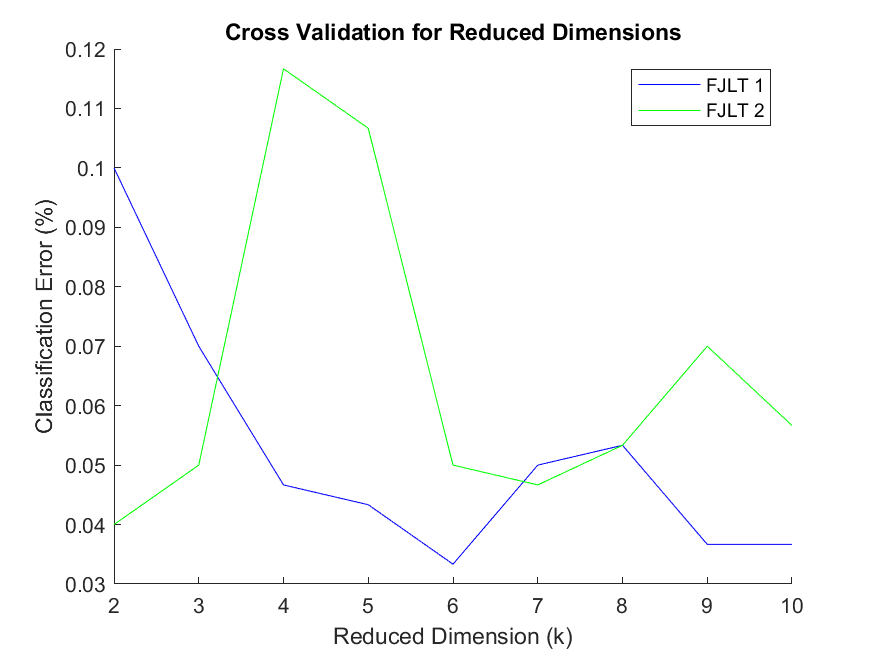 Cross Validation for Reduced Dimensions
0.12
0.11
0.1
0.09
0.08
0.07
0.06
0.05
0.04
0.03
Classification Error (%)
FJLT 1
FJLT 2
2 3 4 5 6 7 8 9 10
Reduced Dimension (k)